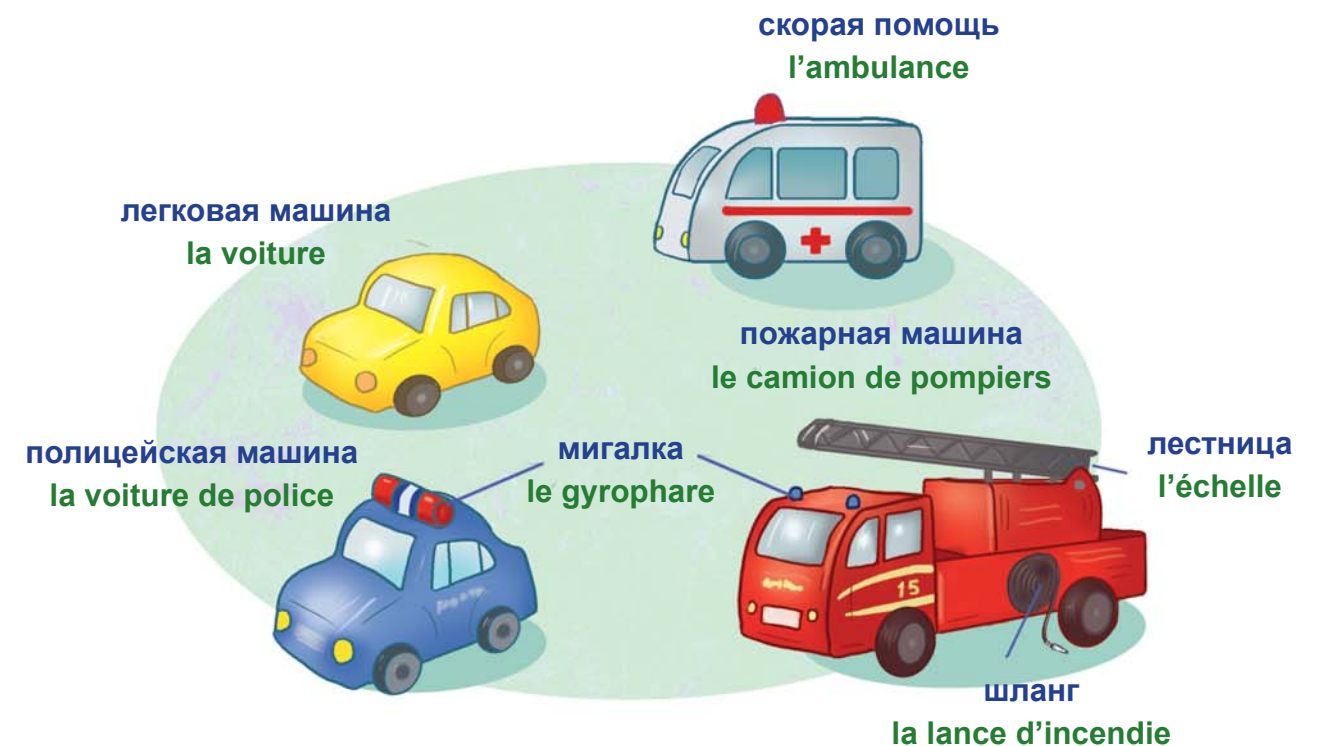 скорая помощь
l’ambulance
легковая машина
la voiture
пожарная машина
le camion de pompiers
полицейская машина
la voiture de police
мигалка
le gyrophare
лестница
l’échelle
15
шланг
la lance d’incendie